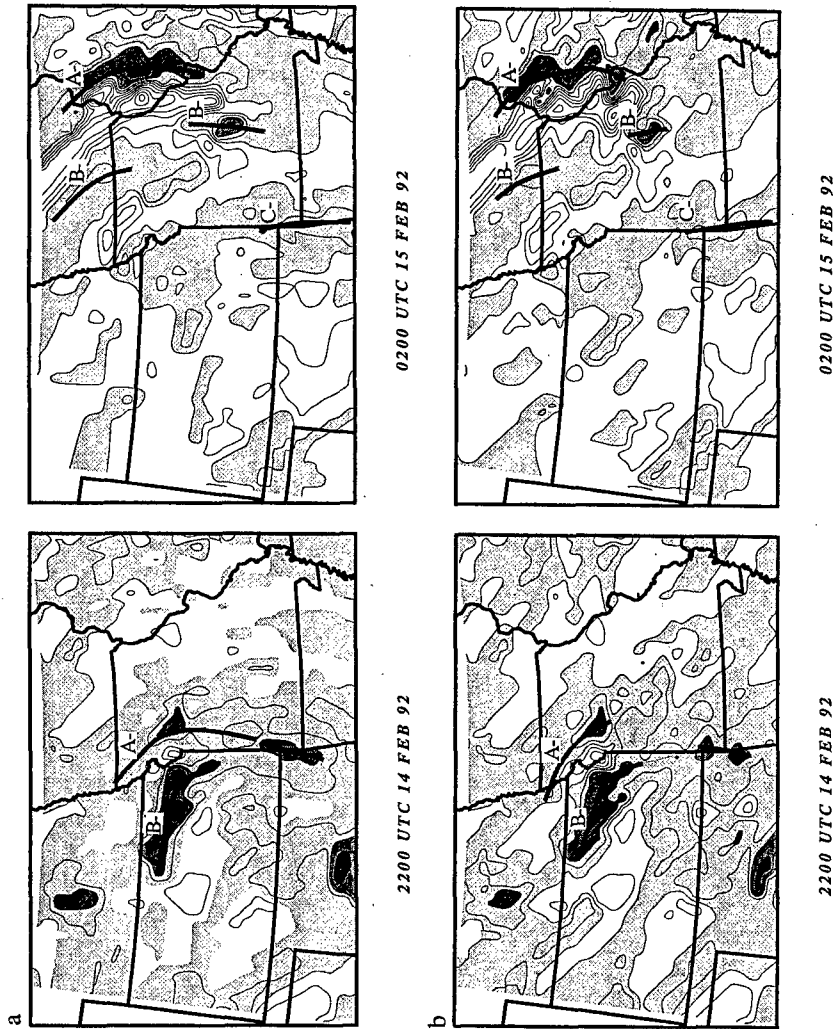 a
A-
B-
2200 UTC 14 FEB 92
A-
B-
B-
C-
0200 UTC 15 FEB 92
b
A-
B-
2200 UTC 14 FEB 92
A-
B-
B-
C-
0200 UTC 15 FEB 92